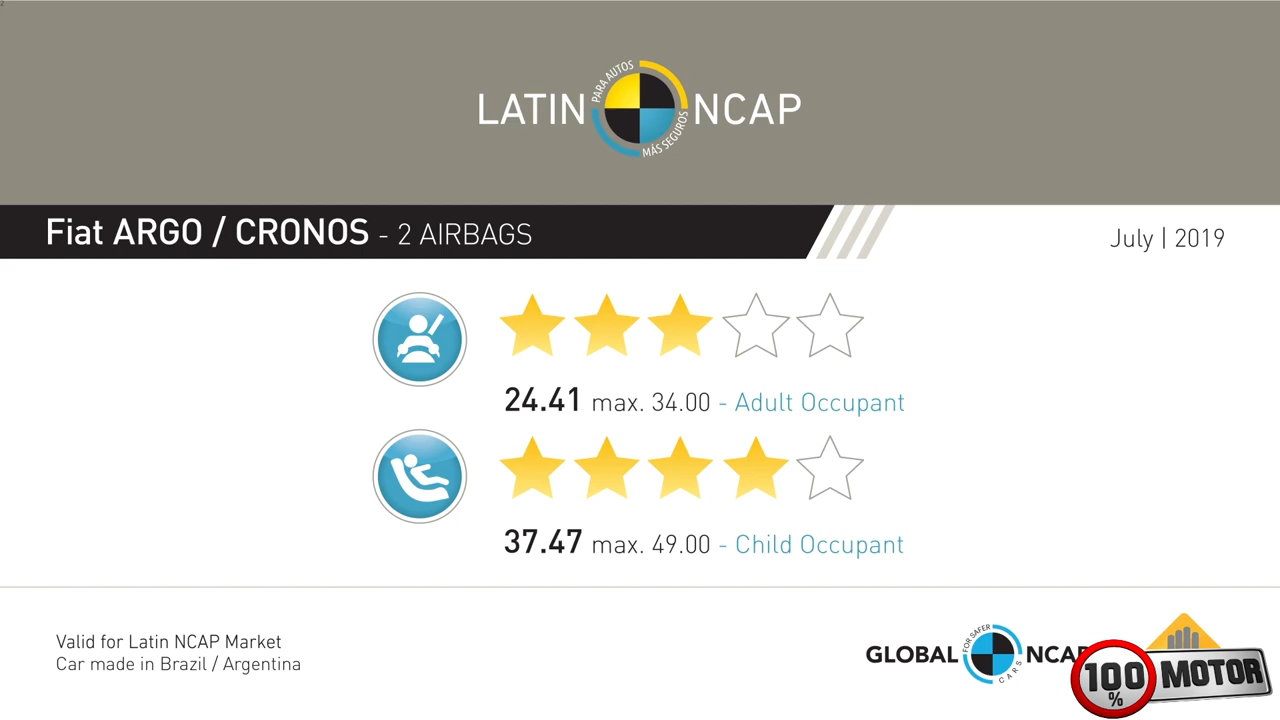 2
LATIN PARA AUTOS MÁS SEGUROS NCAP
Fiat ARGO / CRONOS - 2 AIRBAGS
July | 2019
24.41 max. 34.00 - Adult Occupant
37.47 max. 49.00 - Child Occupant
Valid for Latin NCAP Market
Car made in Brazil / Argentina
GLOBAL FOR SAFER CARS NCAP
100% MOTOR